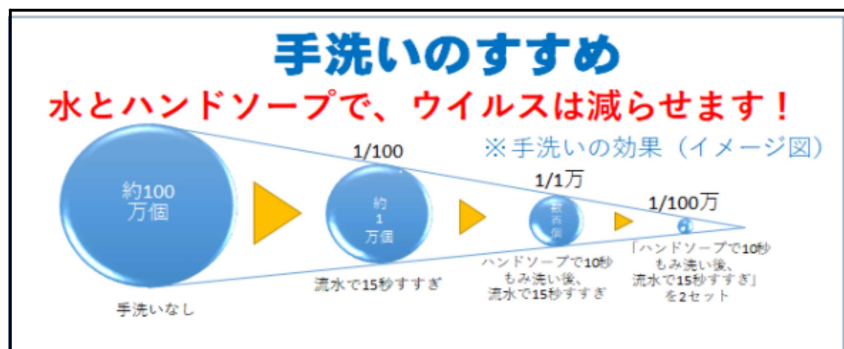 手洗いのすすめ
水とハンドソープで、ウイルスは減らせます！
※手洗いの効果（イメージ図）
約100
万個
手洗いなし
1/100
約
1
万個
流水で15秒すすぎ
1/1万
数百個
ハンドソープで10秒
もみ洗い後、
流水で15秒すすぎ
1/100万
「ハンドソープで10秒
もみ洗い後、
流水で15秒すすぎ」
を2セット